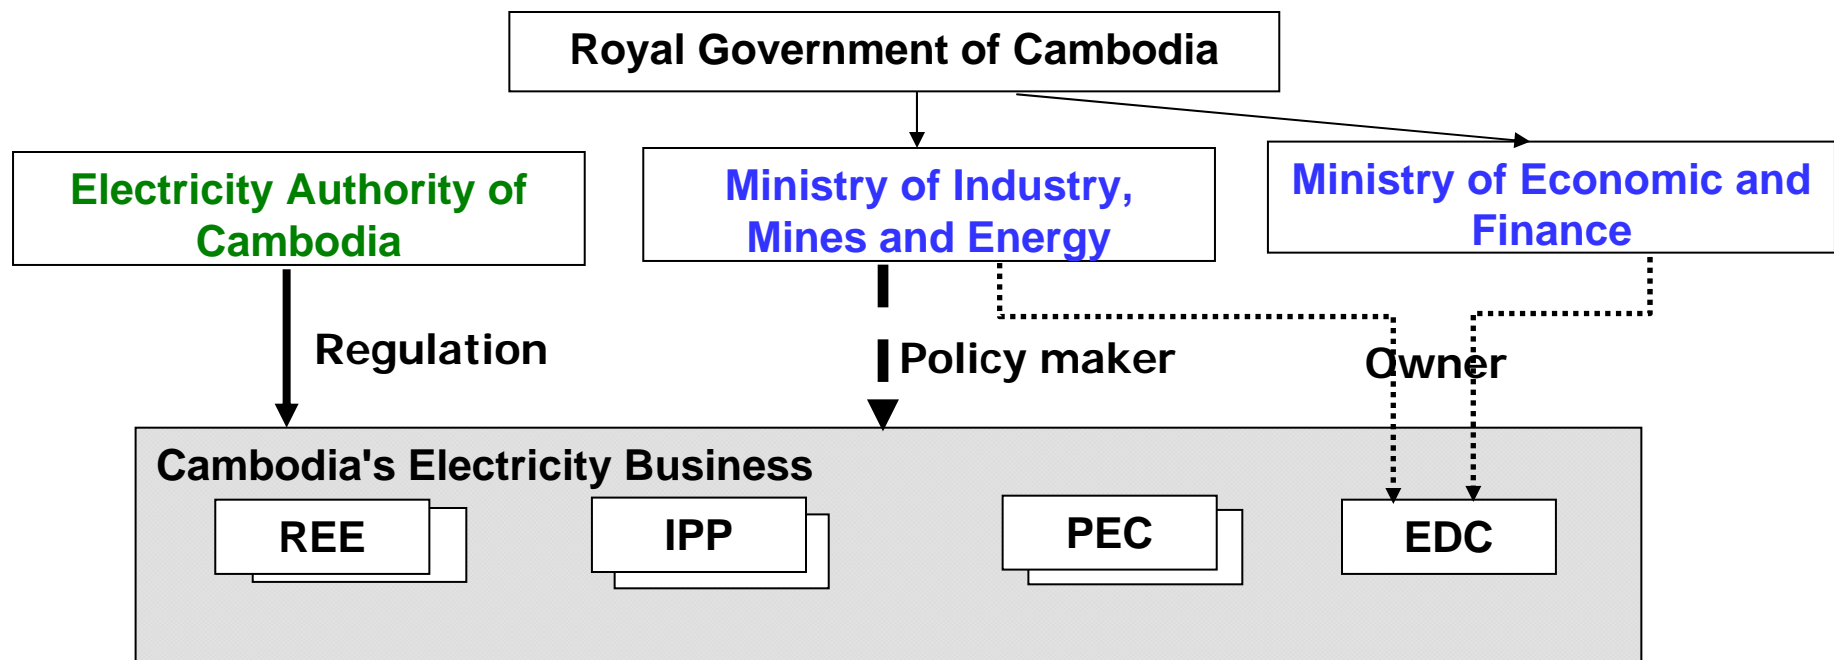 Royal Government of Cambodia
Electricity Authority of
Cambodia
Ministry of Industry,
Mines and Energy
Ministry of Economic and
Finance
Regulation
Policy maker
Owner
Cambodia's Electricity Business
REE
IPP
PEC
EDC